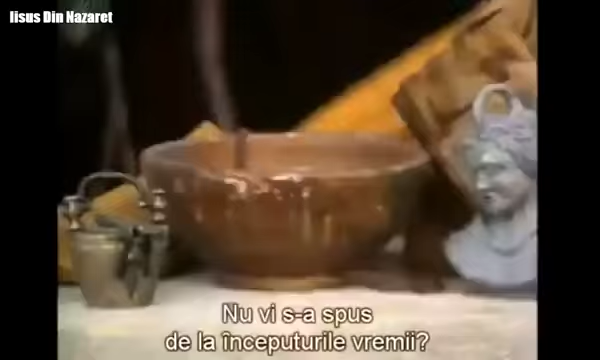 Iisus Din Nazaret
Nu vi s-a spus
de la începuturile vremii?